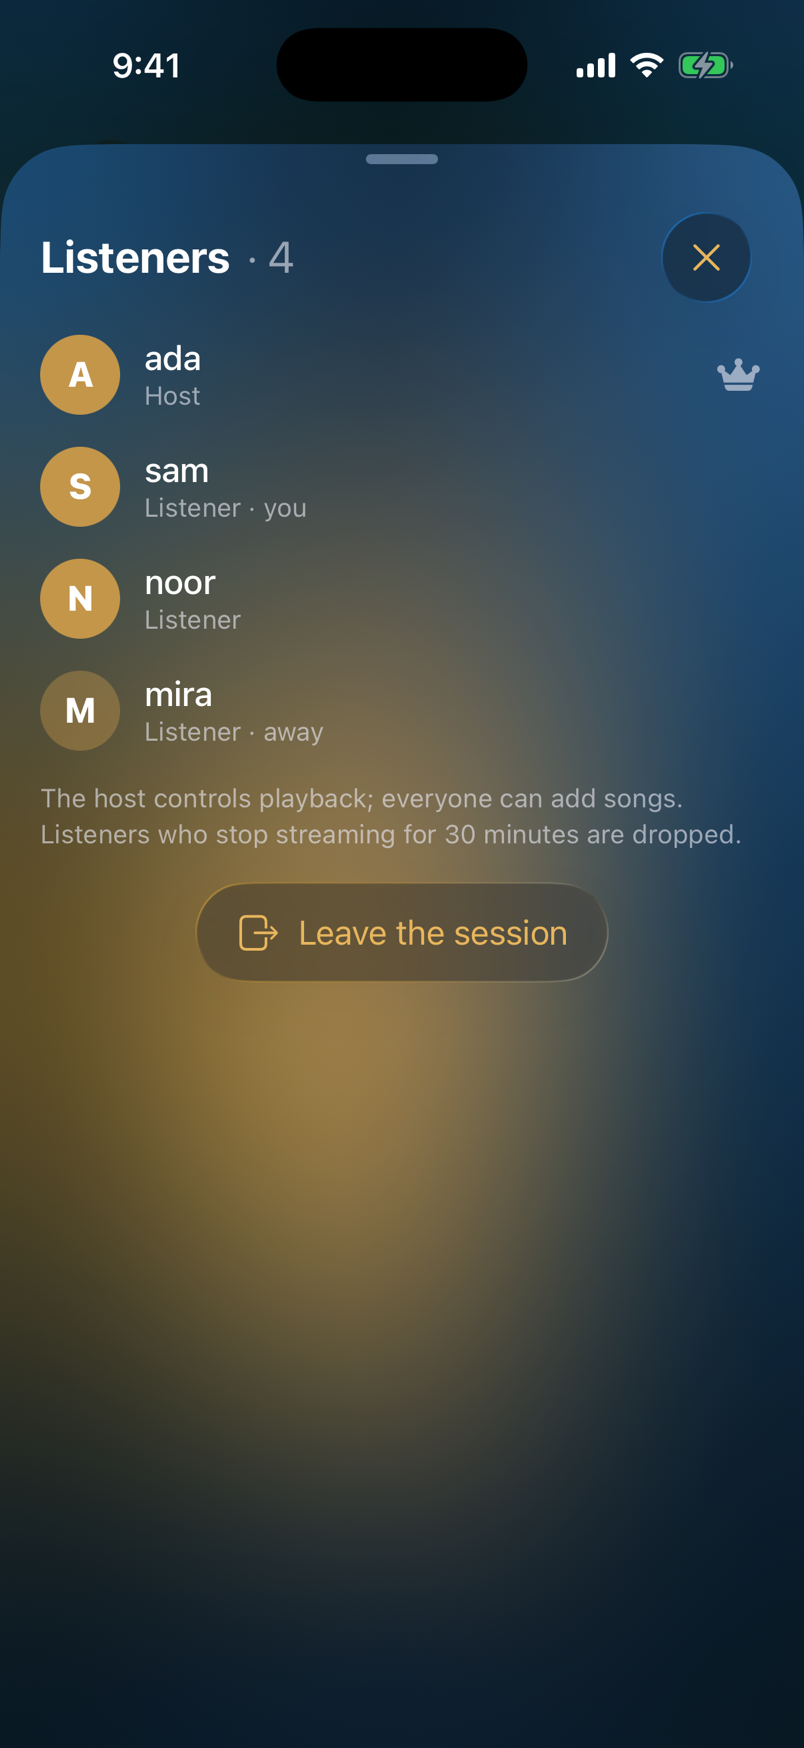 9:41
Listeners · 4
A
ada
Host
S
sam
Listener · you
N
noor
Listener
M
mira
Listener · away
The host controls playback; everyone can add songs.
Listeners who stop streaming for 30 minutes are dropped.
Leave the session